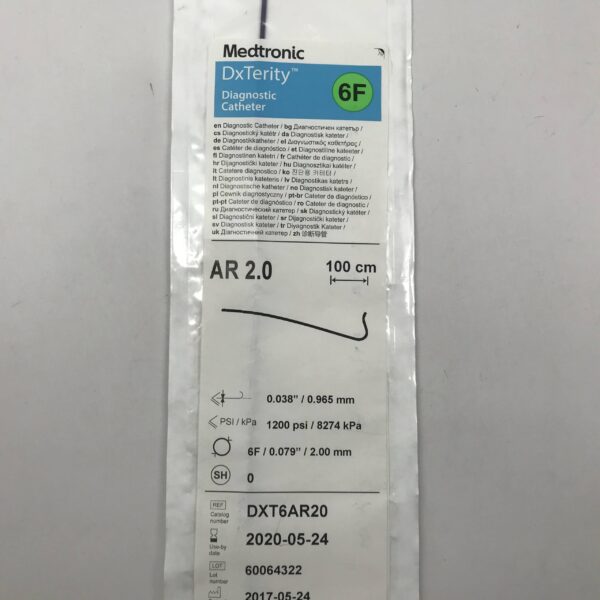 Medtronic
DxTerity™
Diagnostic
Catheter
6F
en Diagnostic Catheter / bg Диагностичен катетър /
cs Diagnostický katétr / da Diagnostisk kateter /
de Diagnostikkatheter / el Διαγνωστικός καθετήρας /
es Catéter de diagnóstico / et Diagnostiline kateeter /
fi Diagnostinen katetri / fr Cathéter de diagnostic /
hr Dijagnostički kateter / hu Diagnosztikai katéter /
it Catetere diagnostico / ko 진단용 카테터 /
lt Diagnostinis kateteris / lv Diagnostikas katetrs /
nl Diagnostische katheter / no Diagnostisk kateter /
pl Cewnik diagnostyczny / pt-br Cateter de diagnóstico /
pt-pt Cateter de diagnóstico / ro Cateter de diagnostic /
ru Диагностический катетер / sk Diagnostický katéter /
sl Diagnostični kateter / sr Dijagnostički kateter /
sv Diagnostisk kateter / tr Diyagnostik Kateter /
uk Діагностичний катетер / zh 诊断导管
AR 2.0
100 cm
0.038" / 0.965 mm
PSI / kPa 1200 psi / 8274 kPa
6F / 0.079" / 2.00 mm
SH 0
REF
Catalog
number
DXT6AR20
Use-by
date
2020-05-24
LOT
Lot
number
60064322
2017-05-24